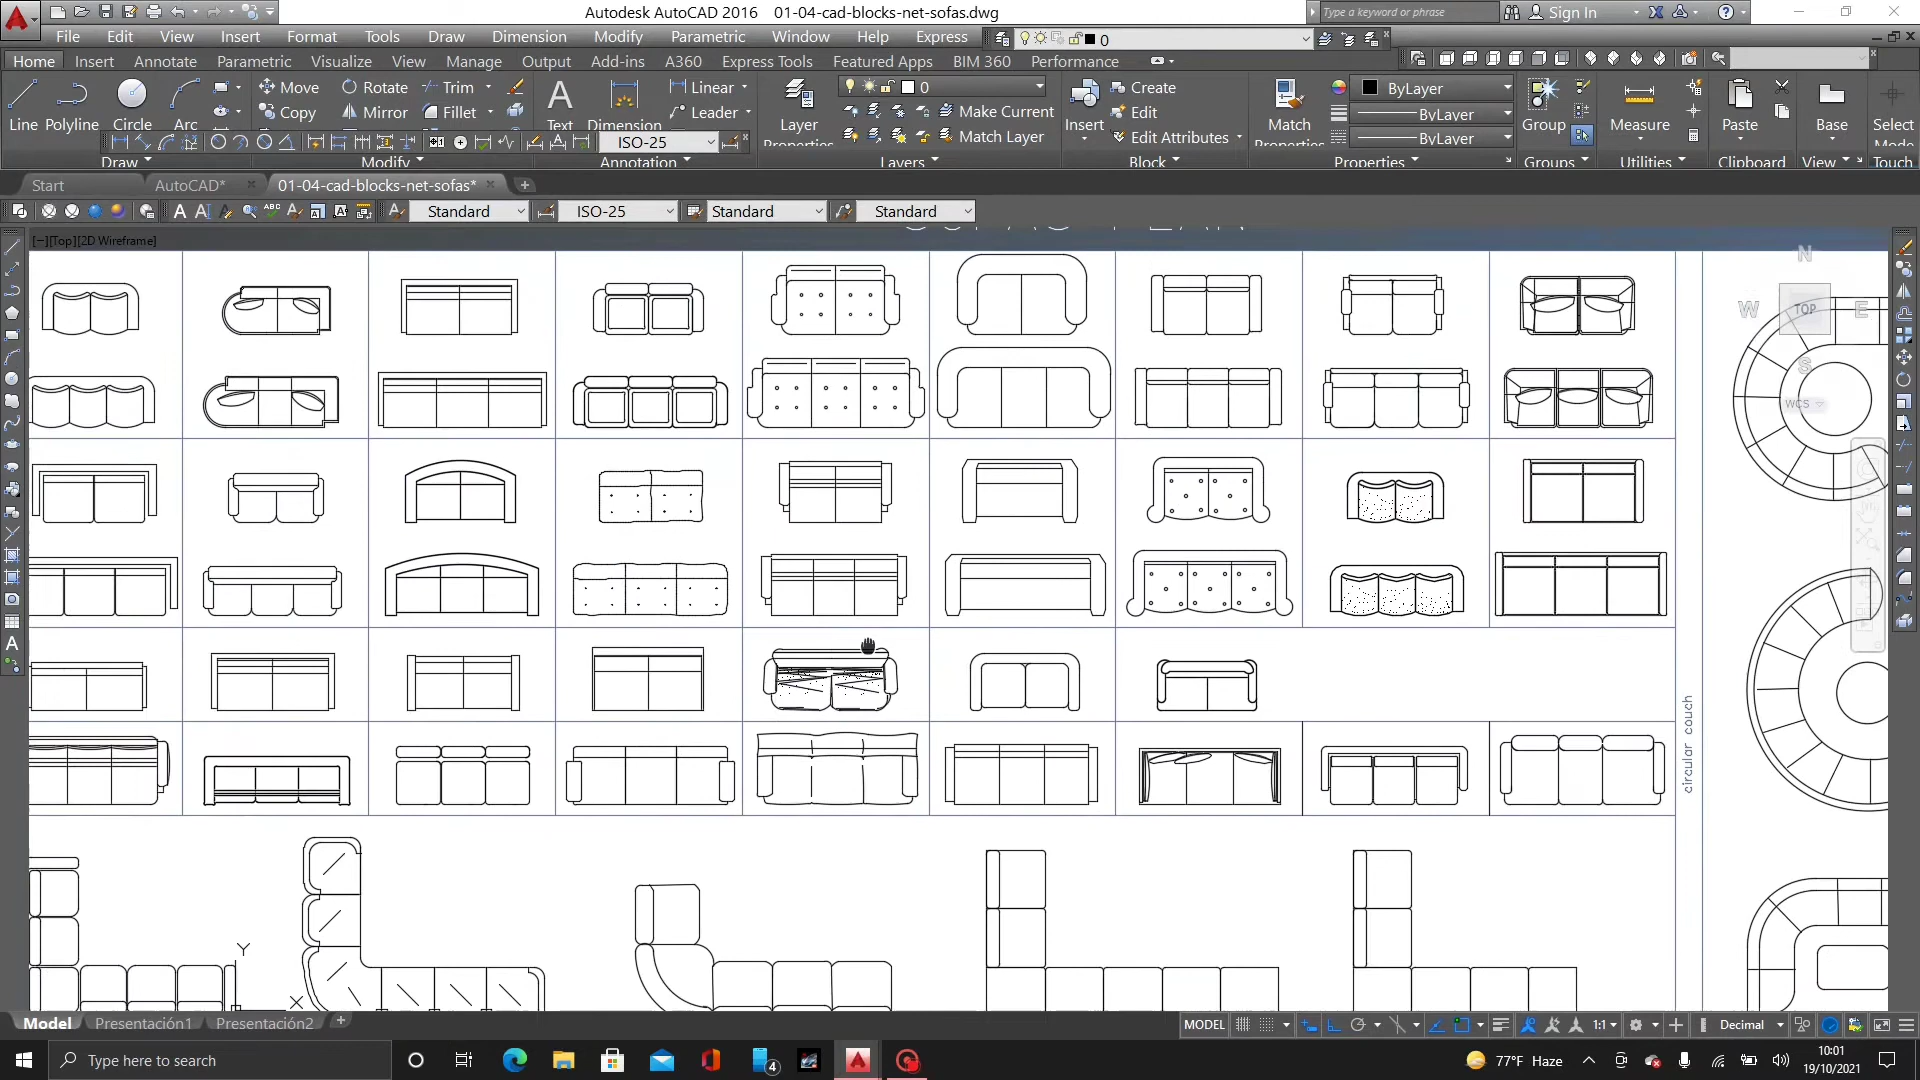 Autodesk AutoCAD 2016 01-04-cad-blocks-net-sofas.dwg
Type a keyword or phrase
Sign In
File Edit View Insert Format Tools Draw Dimension Modify Parametric Window Help Express
0
Home Insert Annotate Parametric Visualize View Manage Output Add-ins A360 Express Tools Featured Apps BIM 360 Performance
Move Rotate Trim Linear 0 Create ByLayer
Line Polyline Circle Arc Copy Mirror Fillet Text Dimension Leader Layer Properties Make Current Insert Edit Match Properties ByLayer Group Measure Paste Base Select Mode
ISO-25 Match Layer Edit Attributes ByLayer
Draw Modify Annotation Layers Block Properties Groups Utilities Clipboard View Touch
Start AutoCAD* 01-04-cad-blocks-net-sofas*
Standard ISO-25 Standard Standard
[−][Top][2D Wireframe]
N
W TOP E
S
WCS
circular couch
Y
X
Model Presentación1 Presentación2
MODEL 1:1 Decimal
Type here to search
4
77°F Haze
10:01
19/10/2021